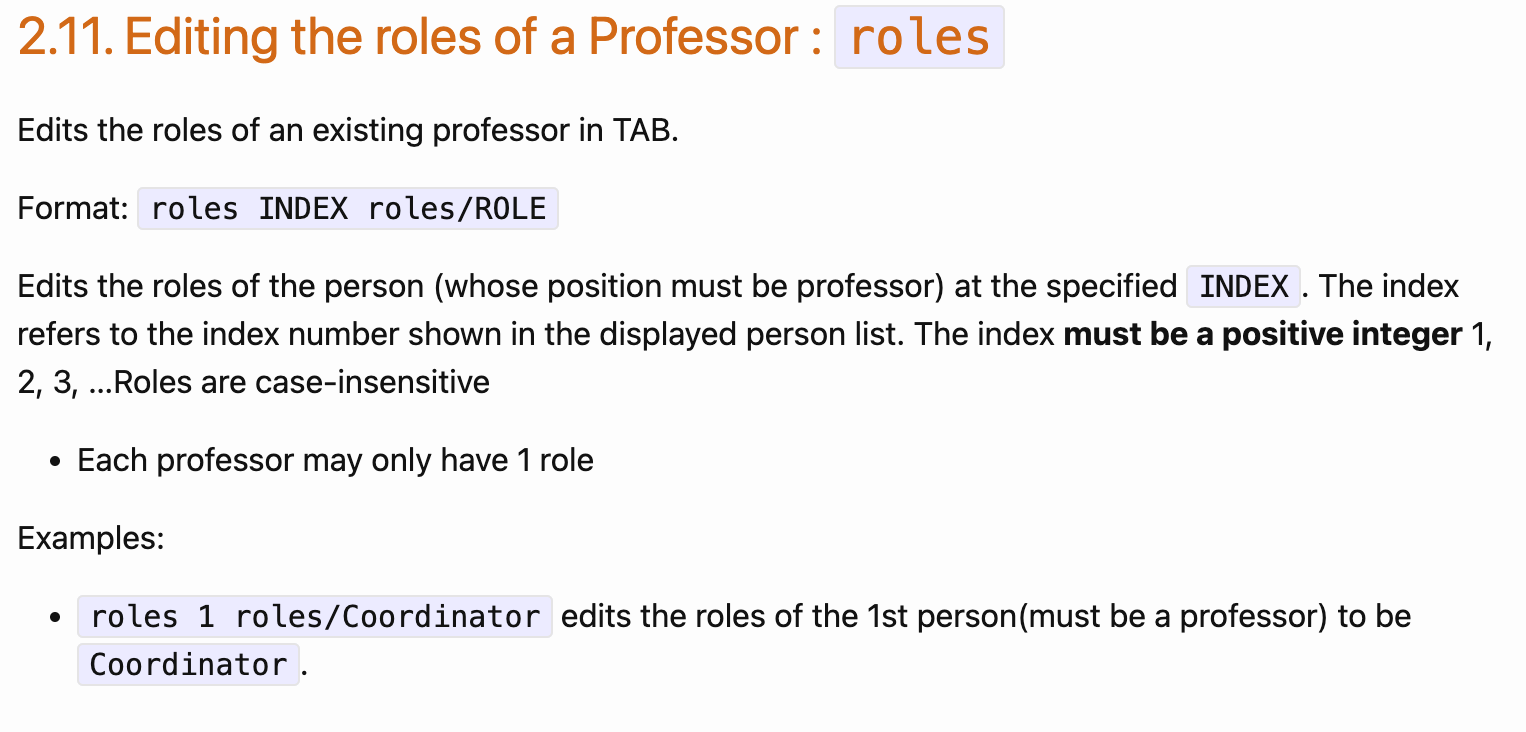 2.11. Editing the roles of a Professor : roles
Edits the roles of an existing professor in TAB.
Format: roles INDEX roles/ROLE
Edits the roles of the person (whose position must be professor) at the specified INDEX. The index
refers to the index number shown in the displayed person list. The index must be a positive integer 1,
2, 3, ...Roles are case-insensitive
• Each professor may only have 1 role
Examples:
• roles 1 roles/Coordinator edits the roles of the 1st person(must be a professor) to be
Coordinator.